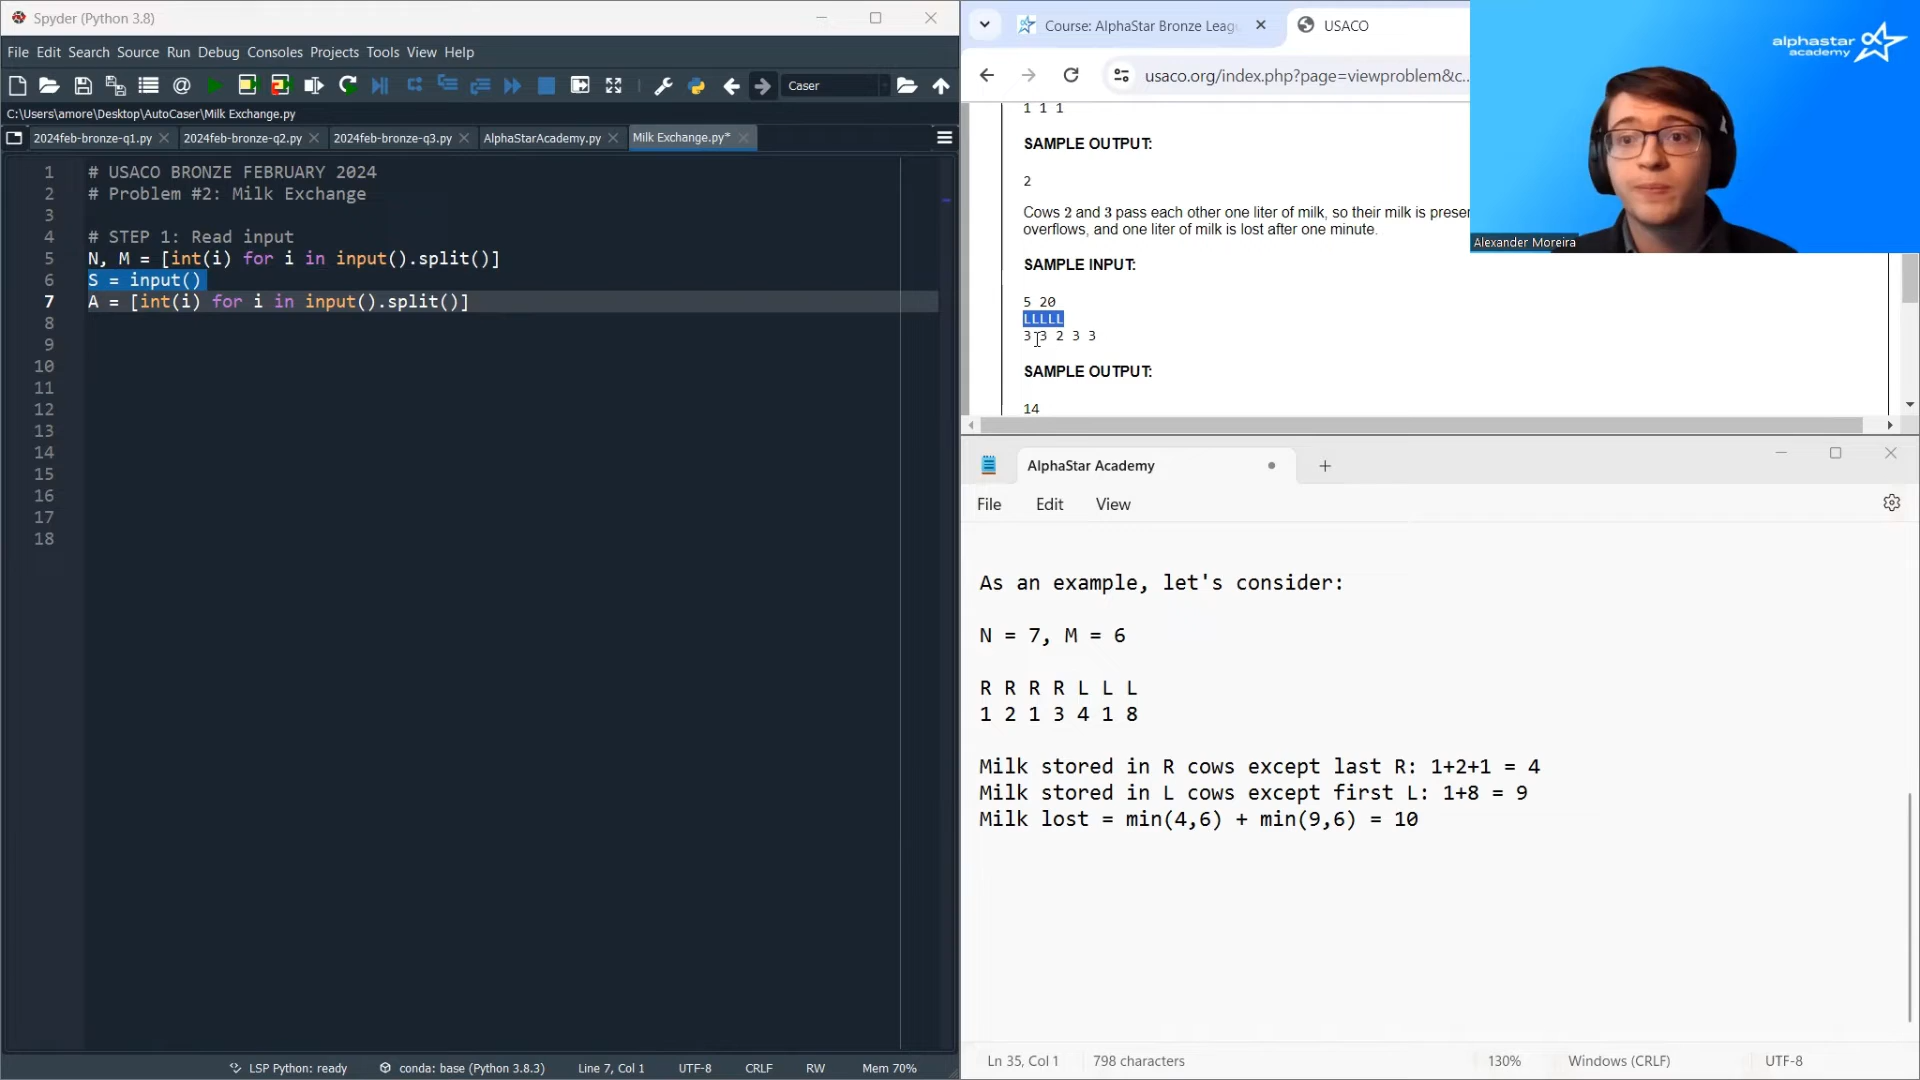 Spyder (Python 3.8)
File Edit Search Source Run Debug Consoles Projects Tools View Help
Caser
C:\Users\amore\Desktop\AutoCaser\Milk Exchange.py
2024feb-bronze-q1.py 2024feb-bronze-q2.py 2024feb-bronze-q3.py AlphaStarAcademy.py Milk Exchange.py*
1 # USACO BRONZE FEBRUARY 2024
2 # Problem #2: Milk Exchange
3
4 # STEP 1: Read input
5 N, M = [int(i) for i in input().split()]
6 S = input()
7 A = [int(i) for i in input().split()]
8
9
10
11
12
13
14
15
16
17
18
LSP Python: ready conda: base (Python 3.8.3) Line 7, Col 1 UTF-8 CRLF RW Mem 70%
Course: AlphaStar Bronze Leag USACO
usaco.org/index.php?page=viewproblem&c...
1 1 1
SAMPLE OUTPUT:
2
Cows 2 and 3 pass each other one liter of milk, so their milk is preser
overflows, and one liter of milk is lost after one minute.
SAMPLE INPUT:
5 20
LLLLL
3 3 2 3 3
SAMPLE OUTPUT:
14
alphastar
academy
Alexander Moreira
AlphaStar Academy
File Edit View
As an example, let's consider:
N = 7, M = 6
R R R R L L L
1 2 1 3 4 1 8
Milk stored in R cows except last R: 1+2+1 = 4
Milk stored in L cows except first L: 1+8 = 9
Milk lost = min(4,6) + min(9,6) = 10
Ln 35, Col 1 798 characters 130% Windows (CRLF) UTF-8